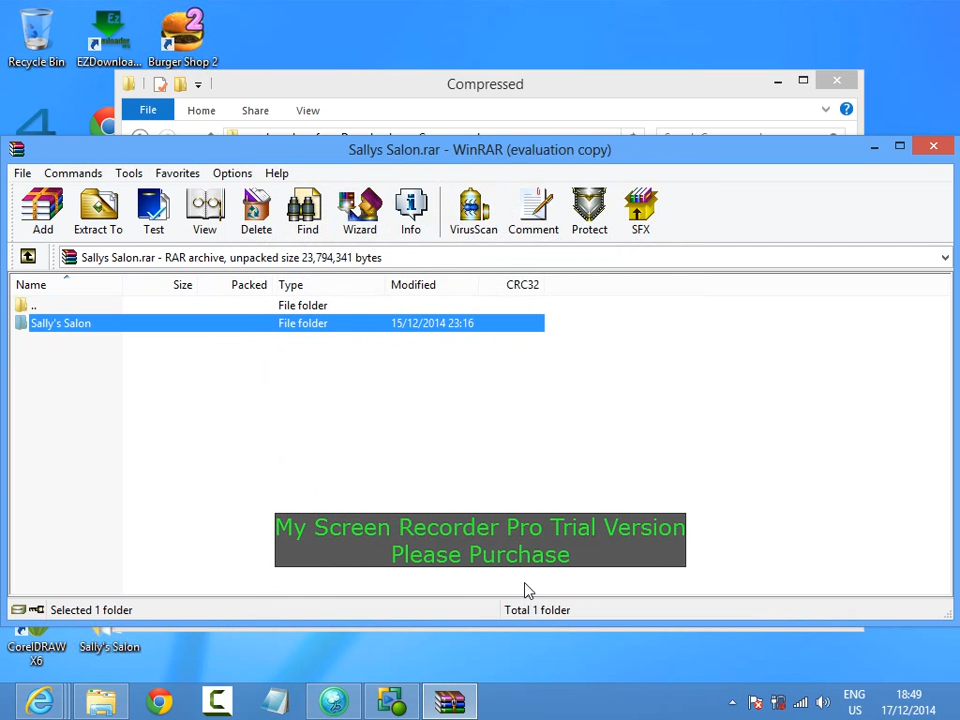 Recycle Bin
EZDownloa...
Burger Shop 2
2
Compressed
File
Home
Share
View
Sallys Salon.rar - WinRAR (evaluation copy)
File
Commands
Tools
Favorites
Options
Help
Add
Extract To
Test
View
Delete
Find
Wizard
Info
VirusScan
Comment
Protect
SFX
Sallys Salon.rar - RAR archive, unpacked size 23,794,341 bytes
Name
Size
Packed
Type
Modified
CRC32
..
File folder
Sally's Salon
File folder
15/12/2014 23:16
My Screen Recorder Pro Trial Version
Please Purchase
Selected 1 folder
Total 1 folder
CorelDRAW
X6
Sally's Salon
ENG
US
18:49
17/12/2014